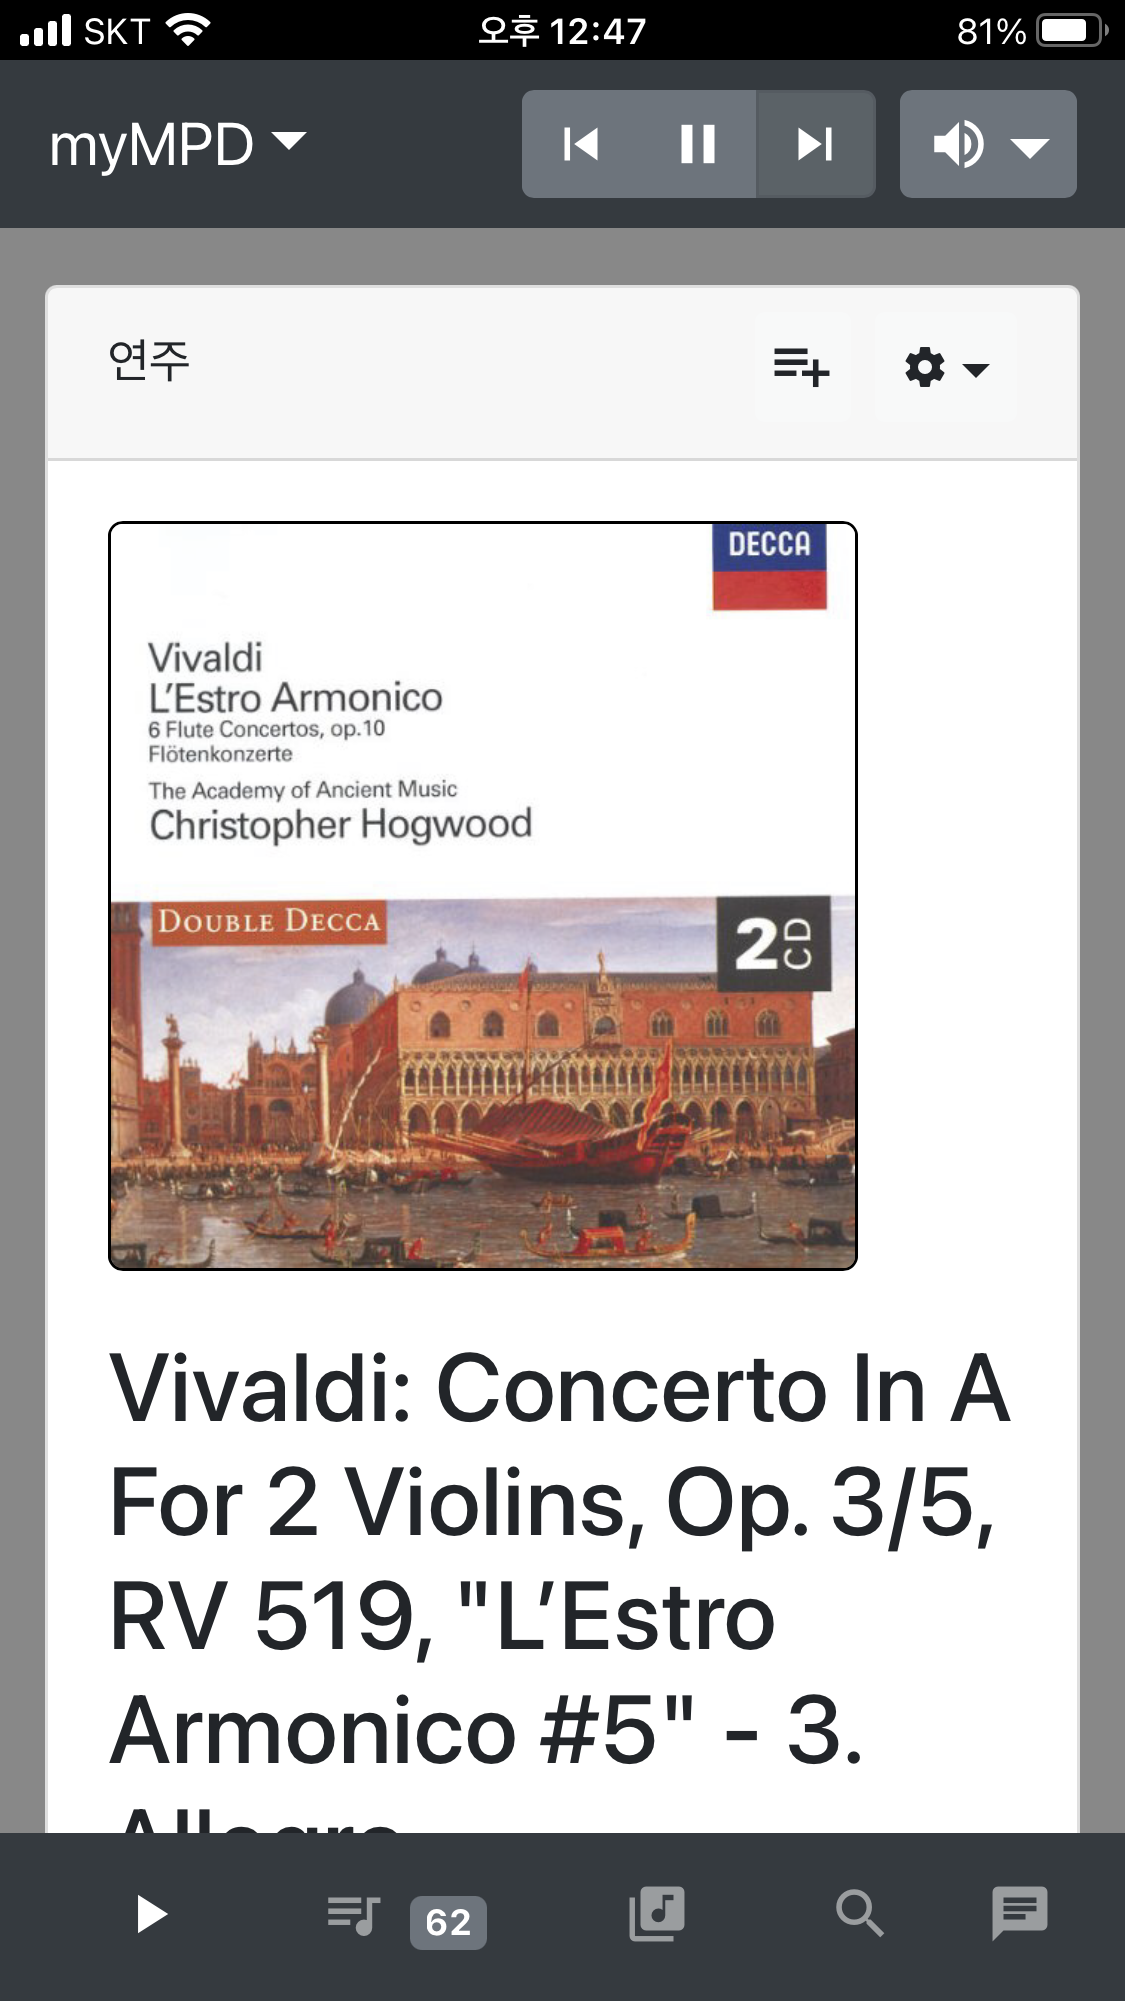 SKT 오후 12:47 81%
myMPD
연주
DECCA
Vivaldi
L'Estro Armonico
6 Flute Concertos, op.10
Flötenkonzerte
The Academy of Ancient Music
Christopher Hogwood
DOUBLE DECCA
2 CD
Vivaldi: Concerto In A
For 2 Violins, Op. 3/5,
RV 519, "L’Estro
Armonico #5" - 3.
Allegro
62